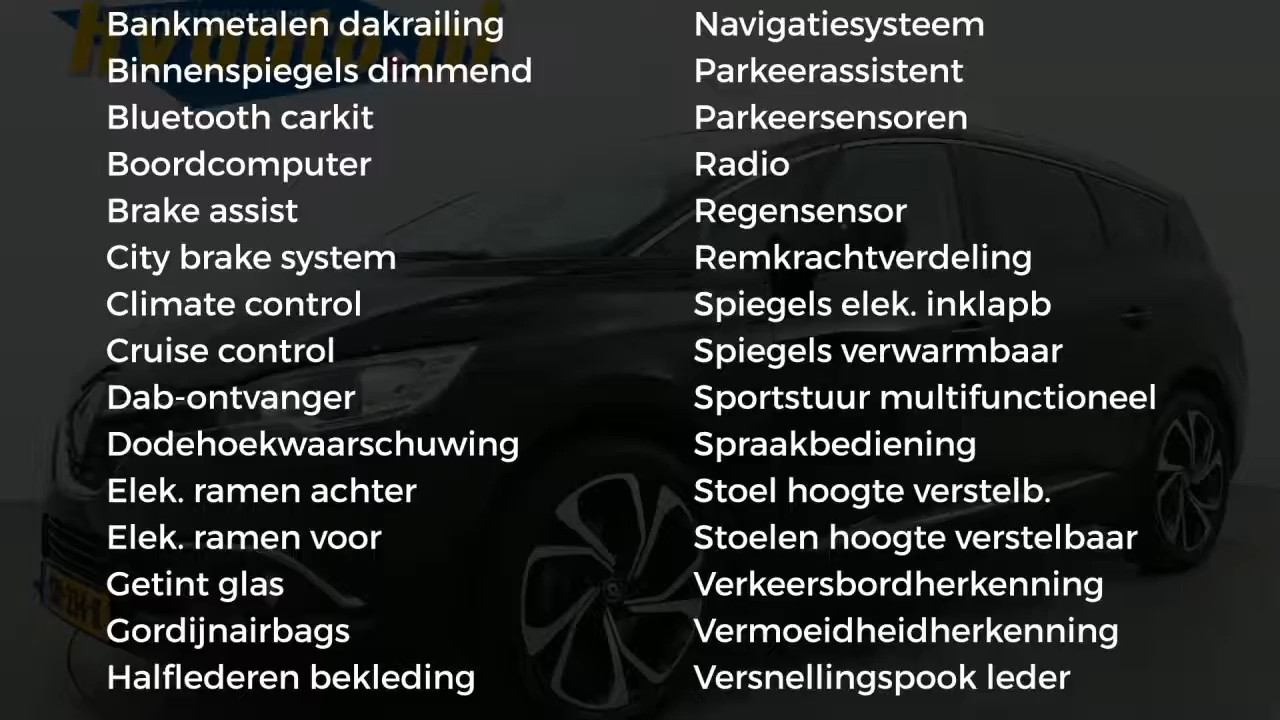 Bankmetalen dakrailing
Binnenspiegels dimmend
Bluetooth carkit
Boordcomputer
Brake assist
City brake system
Climate control
Cruise control
Dab-ontvanger
Dodehoekwaarschuwing
Elek. ramen achter
Elek. ramen voor
Getint glas
Gordijnairbags
Halflederen bekleding
Navigatiesysteem
Parkeerassistent
Parkeersensoren
Radio
Regensensor
Remkrachtverdeling
Spiegels elek. inklapb
Spiegels verwarmbaar
Sportstuur multifunctioneel
Spraakbediening
Stoel hoogte verstelb.
Stoelen hoogte verstelbaar
Verkeersbordherkenning
Vermoeidheidherkenning
Versnellingspook leder